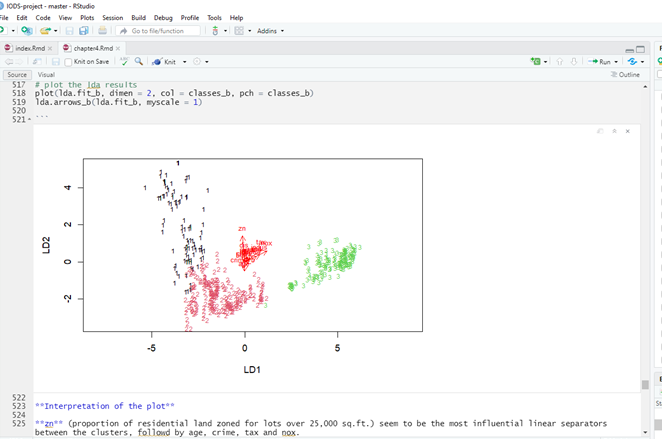 IODS-project - master - RStudio
File Edit Code View Plots Session Build Debug Profile Tools Help
Go to file/function Addins
index.Rmd chapter4.Rmd
Knit on Save Knit Run
Source Visual Outline
517 # plot the lda results
518 plot(lda.fit_b, dimen = 2, col = classes_b, pch = classes_b)
519 lda.arrows_b(lda.fit_b, myscale = 1)
520
521 ```
4
2
0
-2
LD2
zn
nox
-5 0 5
LD1
522
523 **Interpretation of the plot**
524
525 **zn** (proportion of residential land zoned for lots over 25,000 sq.ft.) seem to be the most influential linear separators
between the clusters, followd by age, crime, tax and nox.